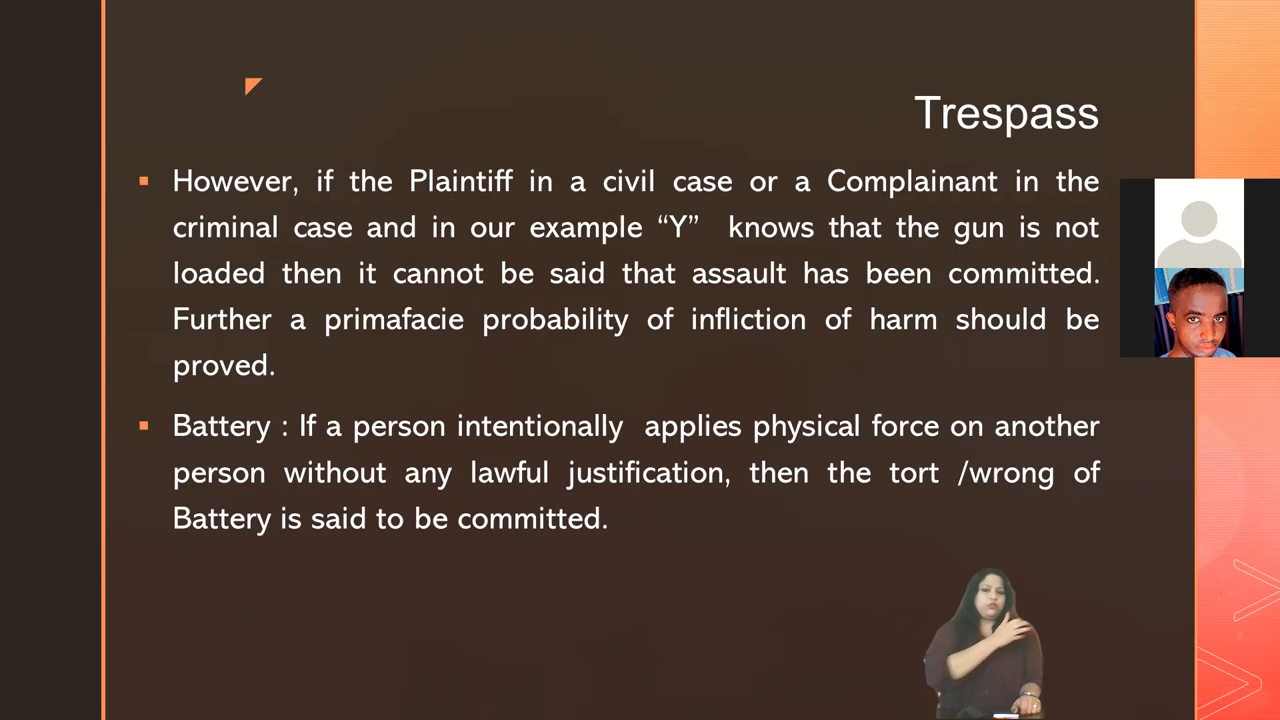 Trespass
However, if the Plaintiff in a civil case or a Complainant in the
criminal case and in our example “Y” knows that the gun is not
loaded then it cannot be said that assault has been committed.
Further a primafacie probability of infliction of harm should be
proved.
Battery : If a person intentionally applies physical force on another
person without any lawful justification, then the tort /wrong of
Battery is said to be committed.